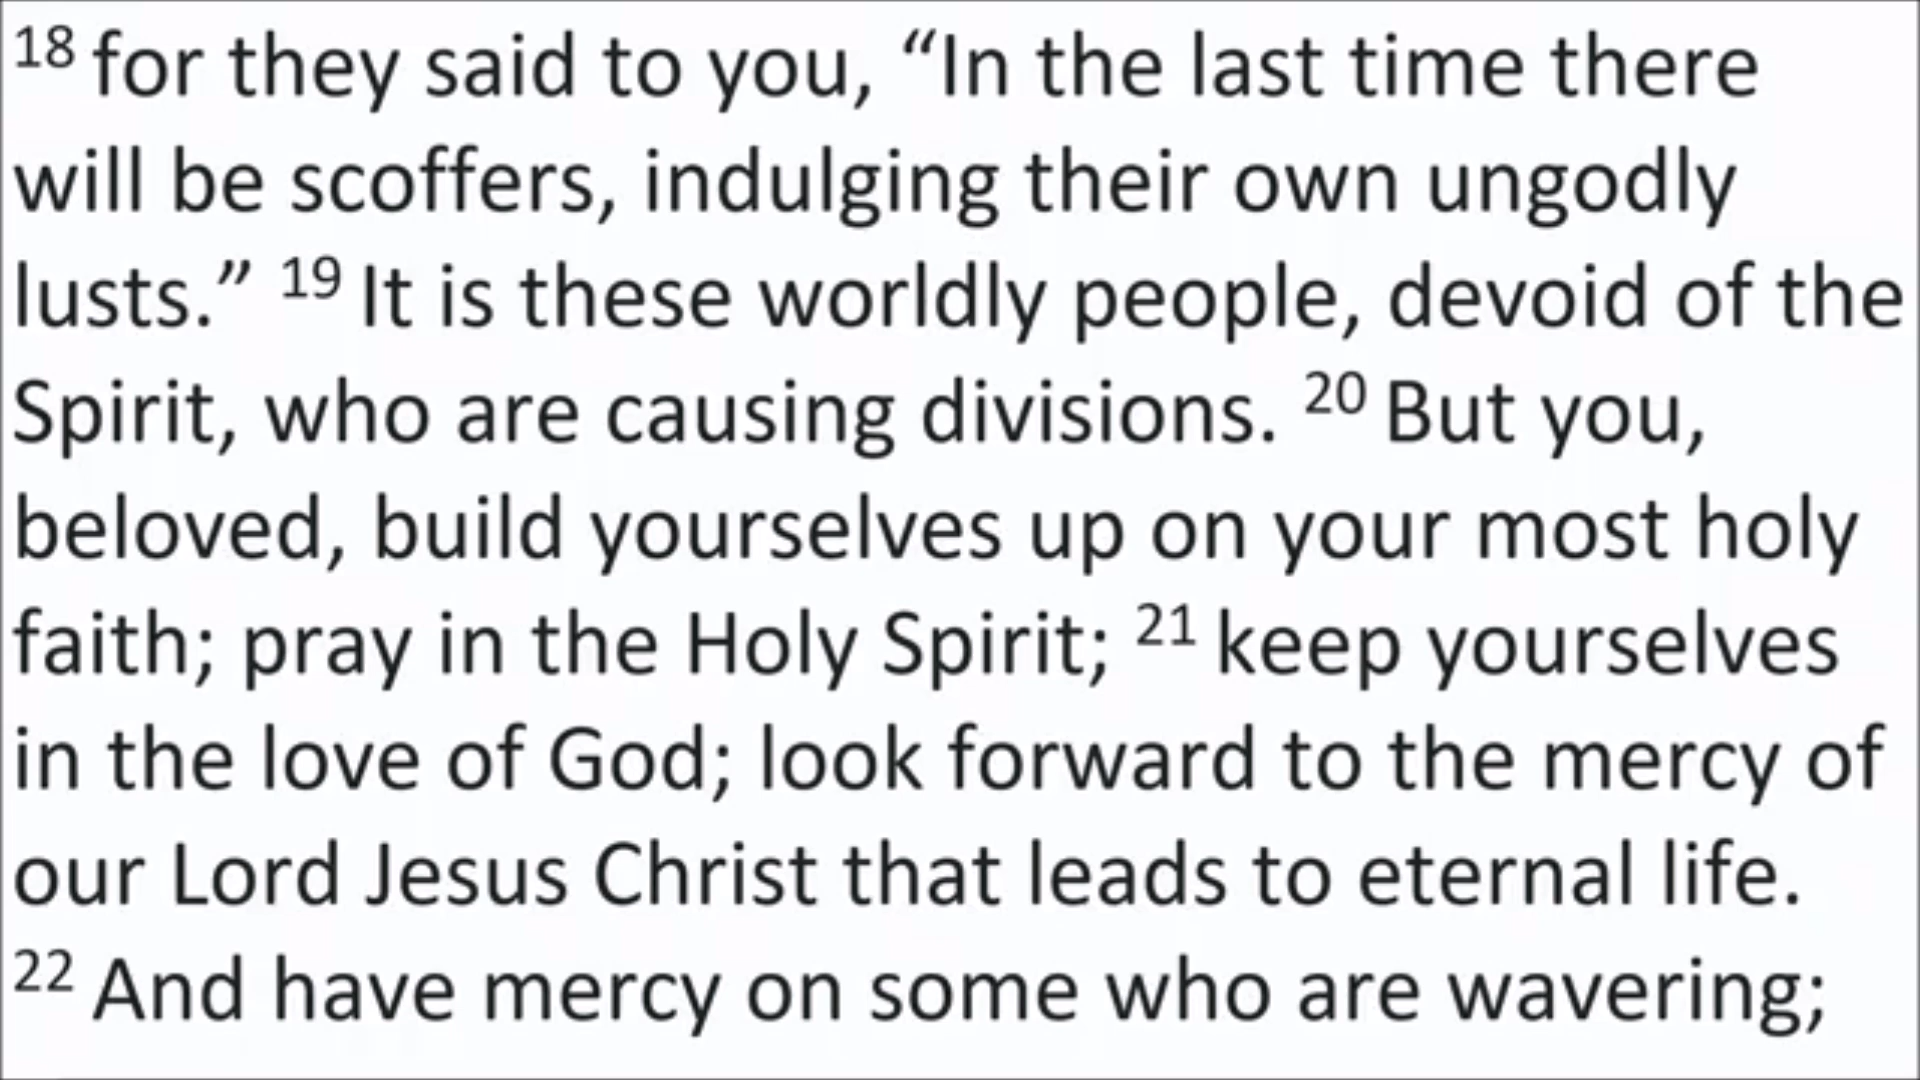 18 for they said to you, “In the last time there
will be scoffers, indulging their own ungodly
lusts.” 19 It is these worldly people, devoid of the
Spirit, who are causing divisions. 20 But you,
beloved, build yourselves up on your most holy
faith; pray in the Holy Spirit; 21 keep yourselves
in the love of God; look forward to the mercy of
our Lord Jesus Christ that leads to eternal life.
22 And have mercy on some who are wavering;